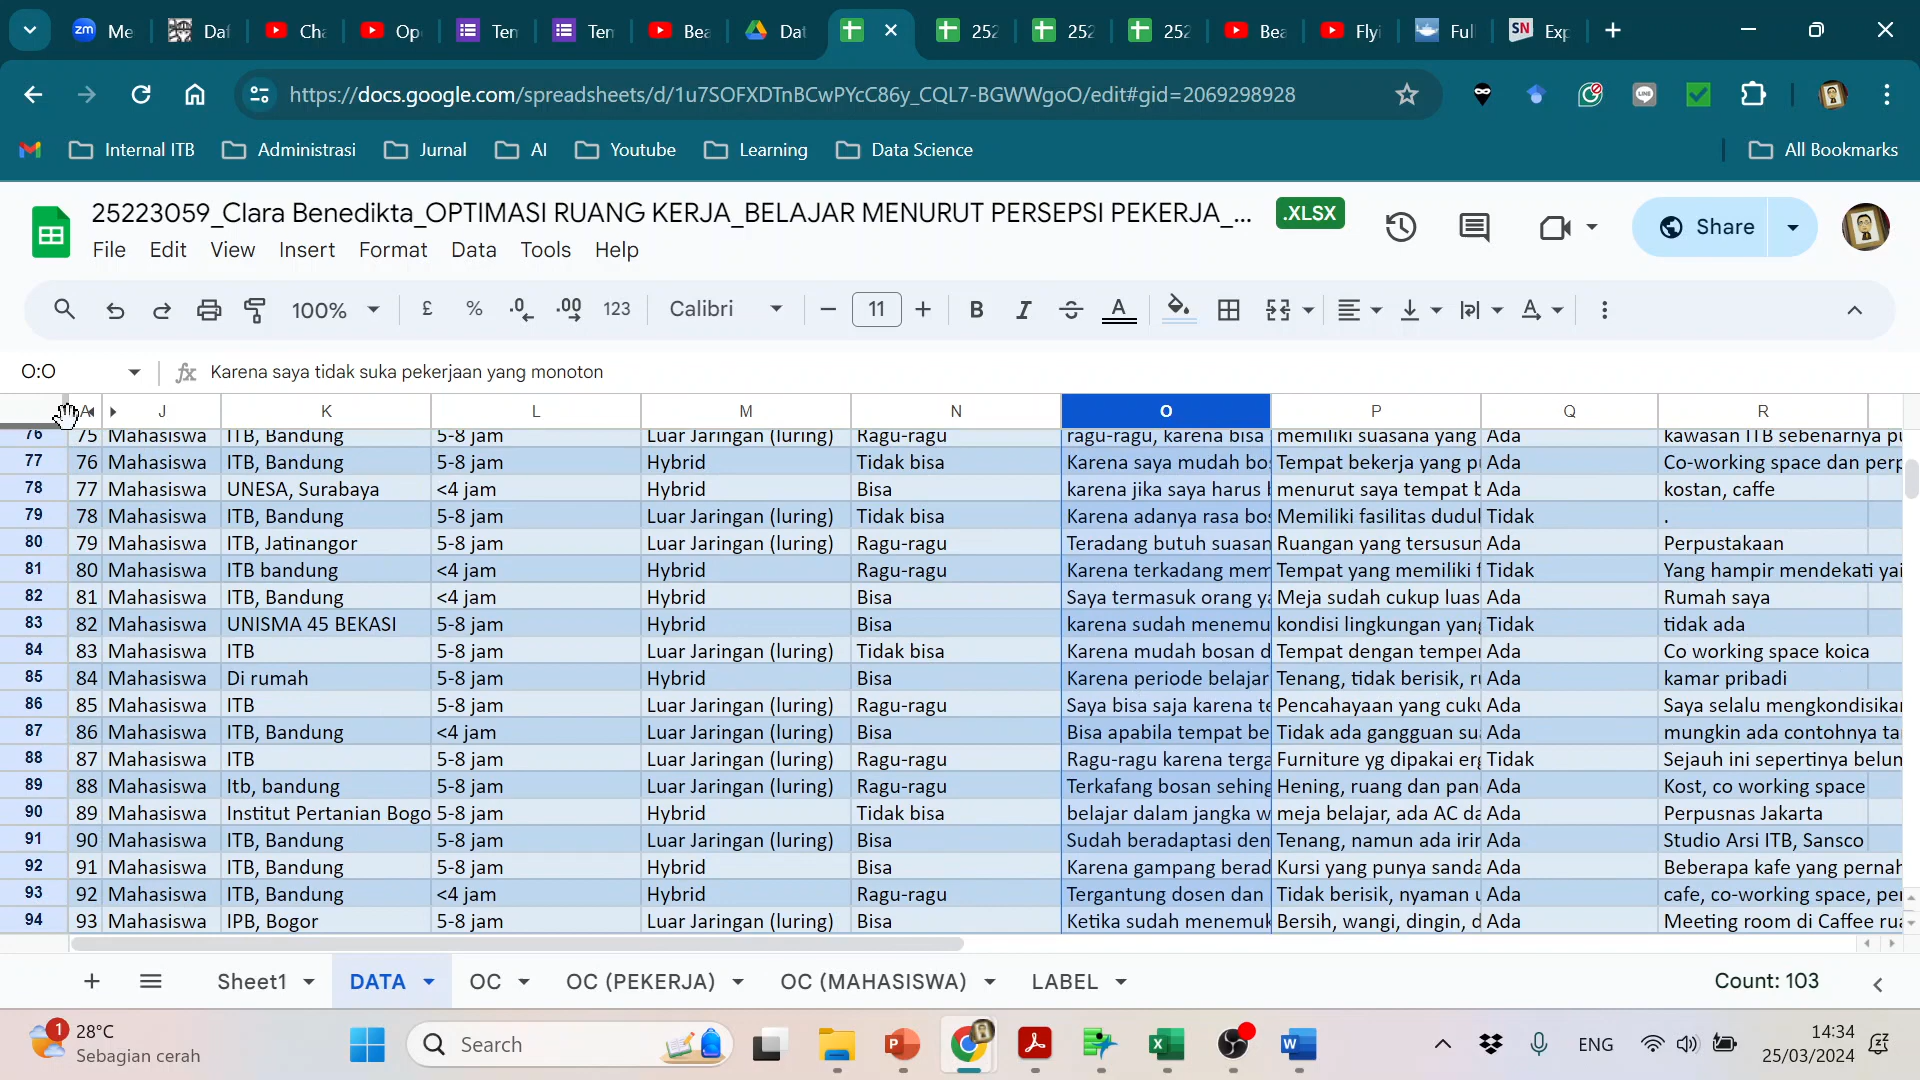 Me
Daf
Cha
Ope
Ten
Ten
Bea
Dat
252
252
252
Bea
Flyi
Full
Exp
https://docs.google.com/spreadsheets/d/1u7SOFXDTnBCwPYcC86y_CQL7-BGWWgoO/edit#gid=2069298928
Internal ITB
Administrasi
Jurnal
AI
Youtube
Learning
Data Science
All Bookmarks
25223059_Clara Benedikta_OPTIMASI RUANG KERJA_BELAJAR MENURUT PERSEPSI PEKERJA_...
.XLSX
File Edit View Insert Format Data Tools Help
Share
100% £ % .0 .00 123 Calibri 11 B I A
O:O
Karena saya tidak suka pekerjaan yang monoton
A J K L M N O P Q R
76 75 Mahasiswa ITB, Bandung 5-8 jam Luar Jaringan (luring) Ragu-ragu ragu-ragu, karena bisa memiliki suasana yang Ada kawasan ITB sebenarnya pu
77 76 Mahasiswa ITB, Bandung 5-8 jam Hybrid Tidak bisa Karena saya mudah bos Tempat bekerja yang p Ada Co-working space dan perp
78 77 Mahasiswa UNESA, Surabaya <4 jam Hybrid Bisa karena jika saya harus menurut saya tempat b Ada kostan, caffe
79 78 Mahasiswa ITB, Bandung 5-8 jam Luar Jaringan (luring) Tidak bisa Karena adanya rasa bos Memiliki fasilitas dudul Tidak .
80 79 Mahasiswa ITB, Jatinangor 5-8 jam Luar Jaringan (luring) Ragu-ragu Teradang butuh suasan Ruangan yang tersusun Ada Perpustakaan
81 80 Mahasiswa ITB bandung <4 jam Hybrid Ragu-ragu Karena terkadang mem Tempat yang memiliki f Tidak Yang hampir mendekati yai
82 81 Mahasiswa ITB, Bandung <4 jam Hybrid Bisa Saya termasuk orang ya Meja sudah cukup luas Ada Rumah saya
83 82 Mahasiswa UNISMA 45 BEKASI 5-8 jam Hybrid Bisa karena sudah menemu kondisi lingkungan yang Tidak tidak ada
84 83 Mahasiswa ITB 5-8 jam Luar Jaringan (luring) Tidak bisa Karena mudah bosan d Tempat dengan temper Ada Co working space koica
85 84 Mahasiswa Di rumah 5-8 jam Hybrid Bisa Karena periode belajar Tenang, tidak berisik, ru Ada kamar pribadi
86 85 Mahasiswa ITB 5-8 jam Luar Jaringan (luring) Ragu-ragu Saya bisa saja karena te Pencahayaan yang cuku Ada Saya selalu mengkondisikan
87 86 Mahasiswa ITB, Bandung <4 jam Luar Jaringan (luring) Bisa Bisa apabila tempat be Tidak ada gangguan su Ada mungkin ada contohnya ta
88 87 Mahasiswa ITB 5-8 jam Luar Jaringan (luring) Ragu-ragu Ragu-ragu karena terga Furniture yg dipakai erg Tidak Sejauh ini sepertinya belum
89 88 Mahasiswa Itb, bandung 5-8 jam Luar Jaringan (luring) Ragu-ragu Terkafang bosan sehing Hening, ruang dan pan Ada Kost, co working space
90 89 Mahasiswa Institut Pertanian Bogo 5-8 jam Hybrid Tidak bisa belajar dalam jangka w meja belajar, ada AC da Ada Perpusnas Jakarta
91 90 Mahasiswa ITB, Bandung 5-8 jam Luar Jaringan (luring) Bisa Sudah beradaptasi den Tenang, namun ada irin Ada Studio Arsi ITB, Sansco
92 91 Mahasiswa ITB, Bandung 5-8 jam Hybrid Bisa Karena gampang berad Kursi yang punya sanda Ada Beberapa kafe yang pernah
93 92 Mahasiswa ITB, Bandung <4 jam Hybrid Ragu-ragu Tergantung dosen dan Tidak berisik, nyaman u Ada cafe, co-working space, per
94 93 Mahasiswa IPB, Bogor 5-8 jam Luar Jaringan (luring) Bisa Ketika sudah menemuk Bersih, wangi, dingin, d Ada Meeting room di Caffee rua
Sheet1 DATA OC OC (PEKERJA) OC (MAHASISWA) LABEL Count: 103
1 28°C
Sebagian cerah
Search
ENG
14:34
25/03/2024